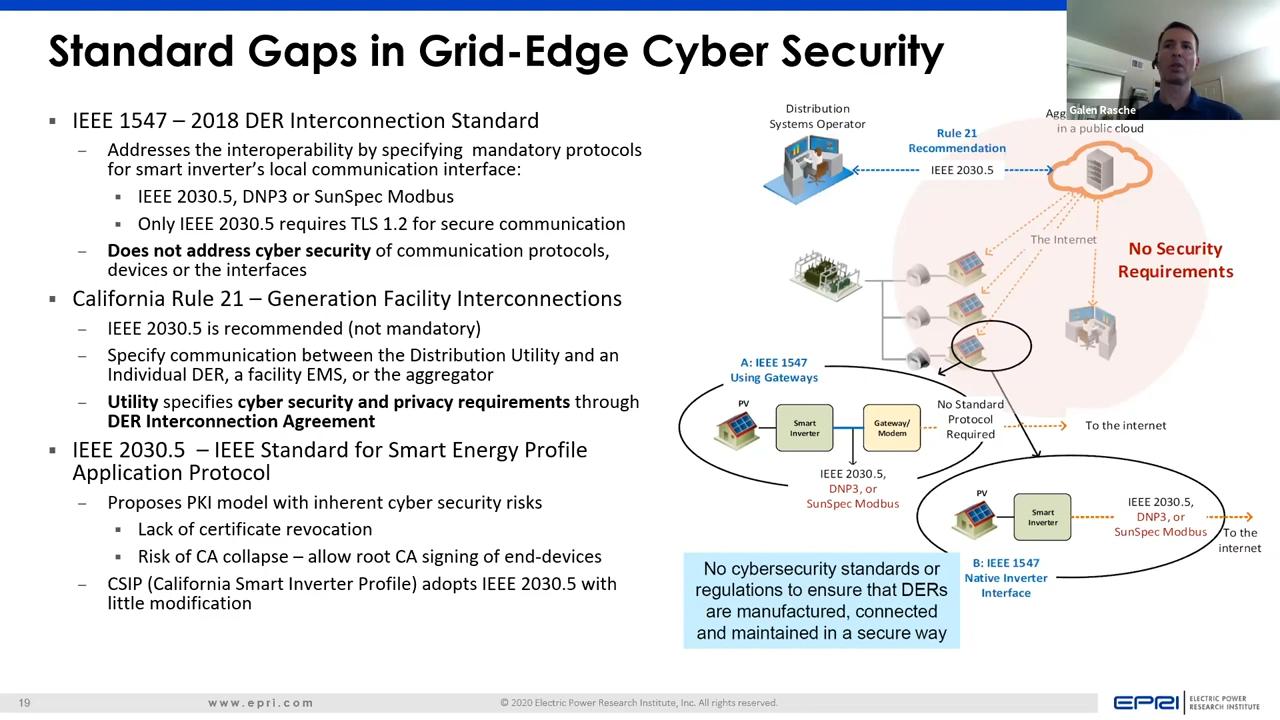 Standard Gaps in Grid-Edge Cyber Security
Galen Rasche
▪ IEEE 1547 – 2018 DER Interconnection Standard
– Addresses the interoperability by specifying mandatory protocols
for smart inverter's local communication interface:
▪ IEEE 2030.5, DNP3 or SunSpec Modbus
▪ Only IEEE 2030.5 requires TLS 1.2 for secure communication
– Does not address cyber security of communication protocols,
devices or the interfaces
▪ California Rule 21 – Generation Facility Interconnections
– IEEE 2030.5 is recommended (not mandatory)
– Specify communication between the Distribution Utility and an
Individual DER, a facility EMS, or the aggregator
– Utility specifies cyber security and privacy requirements through
DER Interconnection Agreement
▪ IEEE 2030.5 – IEEE Standard for Smart Energy Profile
Application Protocol
– Proposes PKI model with inherent cyber security risks
▪ Lack of certificate revocation
▪ Risk of CA collapse – allow root CA signing of end-devices
– CSIP (California Smart Inverter Profile) adopts IEEE 2030.5 with
little modification
Distribution
Systems Operator
Rule 21
Recommendation
IEEE 2030.5
in a public cloud
The Internet
No Security
Requirements
A: IEEE 1547
Using Gateways
PV
Smart
Inverter
Gateway/
Modem
No Standard
Protocol
Required
To the internet
IEEE 2030.5,
DNP3, or
SunSpec Modbus
PV
Smart
Inverter
IEEE 2030.5,
DNP3, or
SunSpec Modbus
To the
internet
B: IEEE 1547
Native Inverter
Interface
No cybersecurity standards or
regulations to ensure that DERs
are manufactured, connected
and maintained in a secure way
19
www.epri.com
© 2020 Electric Power Research Institute, Inc. All rights reserved.
EPRI
ELECTRIC POWER
RESEARCH INSTITUTE